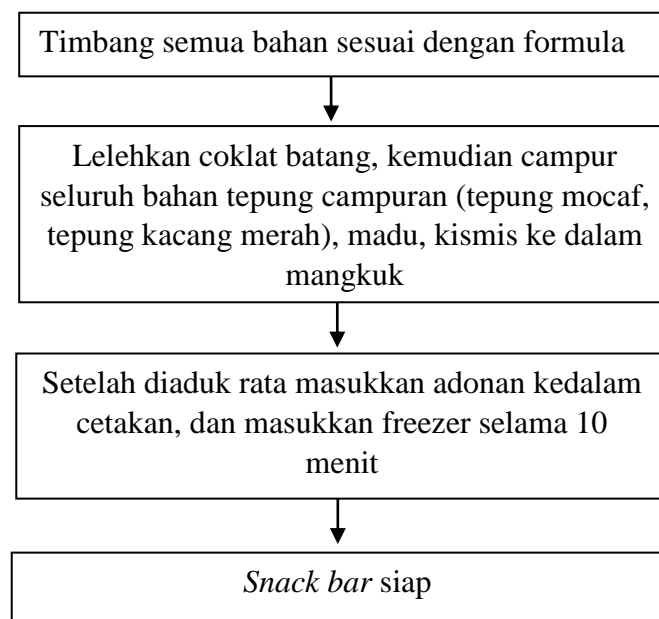 Timbang semua bahan sesuai dengan formula
Lelehkan coklat batang, kemudian campur
seluruh bahan tepung campuran (tepung mocaf,
tepung kacang merah), madu, kismis ke dalam
mangkuk
Setelah diaduk rata masukkan adonan kedalam
cetakan, dan masukkan freezer selama 10
menit
Snack bar siap